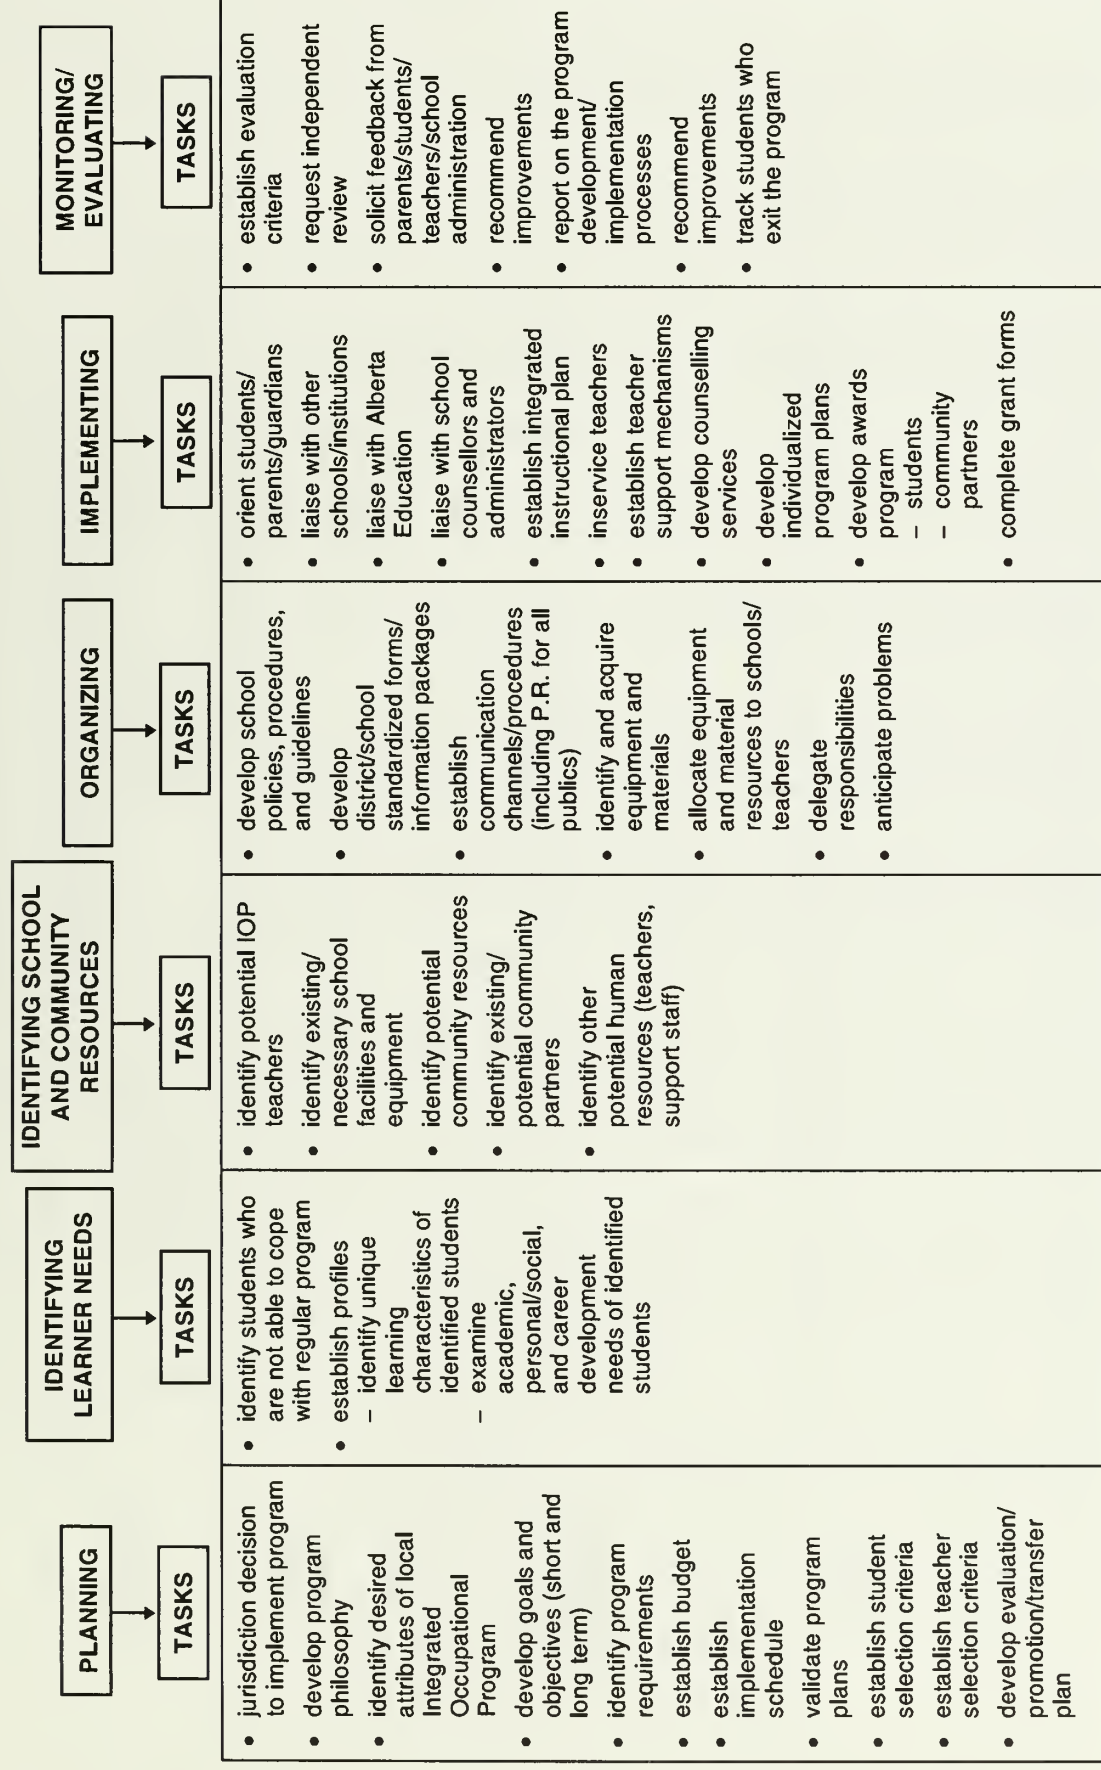 PLANNING
TASKS
• jurisdiction decision
to implement program
• develop program
philosophy
• identify desired
attributes of local
Integrated
Occupational
Program
• develop goals and
objectives (short and
long term)
• identify program
requirements
• establish budget
• establish
implementation
schedule
• validate program
plans
• establish student
selection criteria
• establish teacher
selection criteria
• develop evaluation/
promotion/transfer
plan
IDENTIFYING
LEARNER NEEDS
TASKS
• identify students who
are not able to cope
with regular program
• establish profiles
– identify unique
learning
characteristics of
identified students
– examine
academic,
personal/social,
and career
development
needs of identified
students
IDENTIFYING SCHOOL
AND COMMUNITY
RESOURCES
TASKS
• identify potential IOP
teachers
• identify existing/
necessary school
facilities and
equipment
• identify potential
community resources
• identify existing/
potential community
partners
• identify other
potential human
resources (teachers,
support staff)
ORGANIZING
TASKS
• develop school
policies, procedures,
and guidelines
• develop
district/school
standardized forms/
information packages
• establish
communication
channels/procedures
(including P.R. for all
publics)
• identify and acquire
equipment and
materials
• allocate equipment
and material
resources to schools/
teachers
• delegate
responsibilities
• anticipate problems
IMPLEMENTING
TASKS
• orient students/
parents/guardians
• liaise with other
schools/institutions
• liaise with Alberta
Education
• liaise with school
counsellors and
administrators
• establish integrated
instructional plan
• inservice teachers
• establish teacher
support mechanisms
• develop counselling
services
• develop
individualized
program plans
• develop awards
program
– students
– community
partners
• complete grant forms
MONITORING/
EVALUATING
TASKS
• establish evaluation
criteria
• request independent
review
• solicit feedback from
parents/students/
teachers/school
administration
• recommend
improvements
• report on the program
development/
implementation
processes
• recommend
improvements
• track students who
exit the program